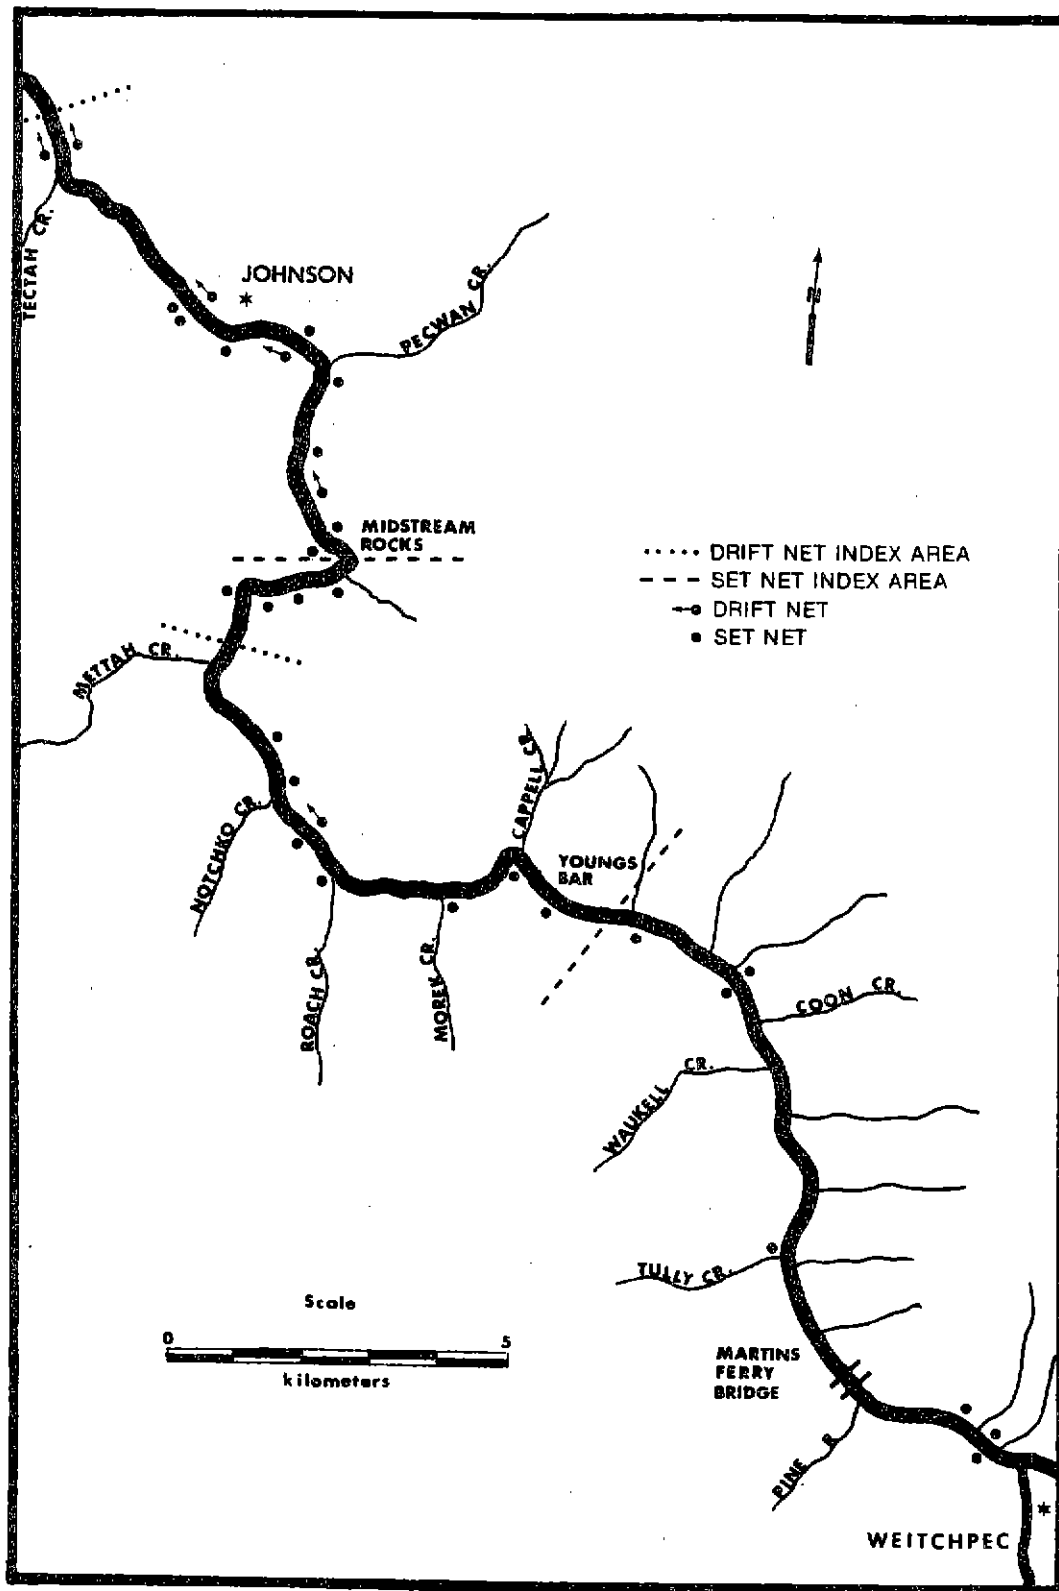 JOHNSON
TECTAH CR.
PECWAN CR.
N
MIDSTREAM
ROCKS
DRIFT NET INDEX AREA
SET NET INDEX AREA
DRIFT NET
SET NET
METTAH CR.
CAPPELL CR.
NOTCHKO CR.
YOUNGS
BAR
ROACH CR.
MOREK CR.
COON CR.
WAUKELL CR.
TULLY CR.
Scale
0 5
kilometers
MARTINS
FERRY
BRIDGE
PINE R
WEITCHPEC